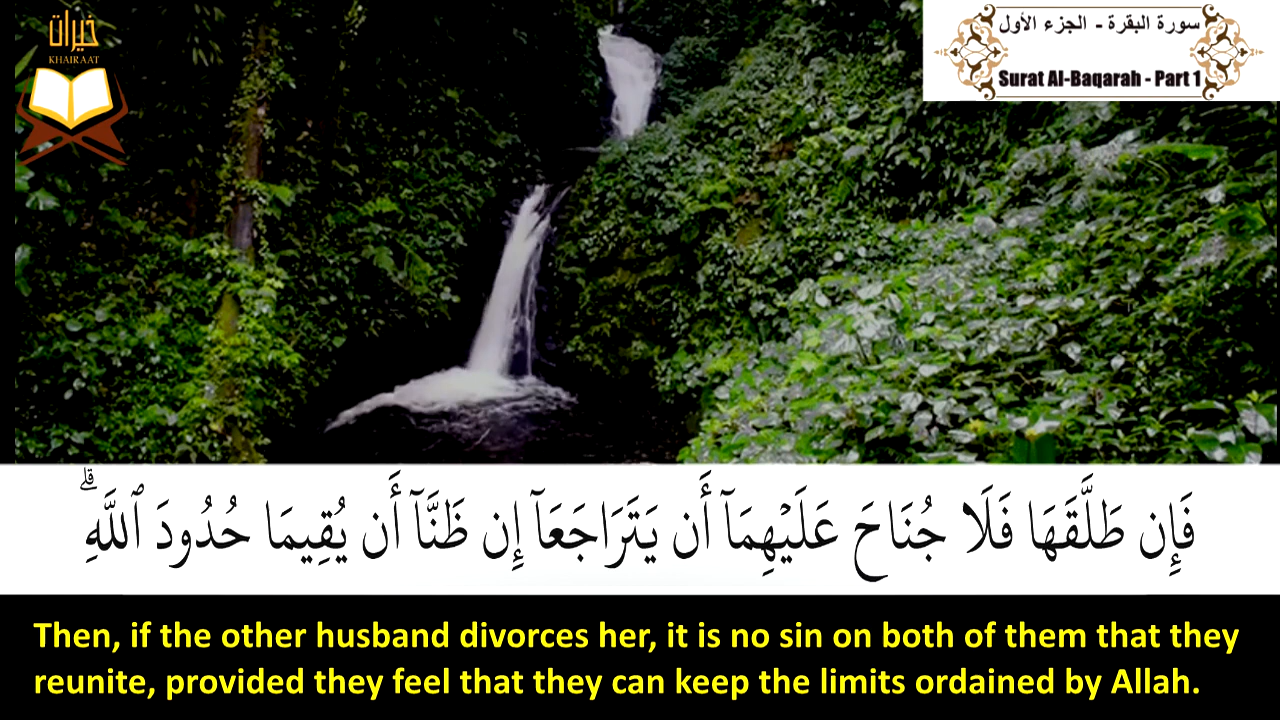 خيرات
KHAIRAAT
سورة البقرة - الجزء الأول
Surat Al-Baqarah - Part 1
فَإِن طَلَّقَهَا فَلَا جُنَاحَ عَلَيْهِمَآ أَن يَتَرَاجَعَآ إِن ظَنَّآ أَن يُقِيمَا حُدُودَ ٱللَّهِۗ
Then, if the other husband divorces her, it is no sin on both of them that they
reunite, provided they feel that they can keep the limits ordained by Allah.